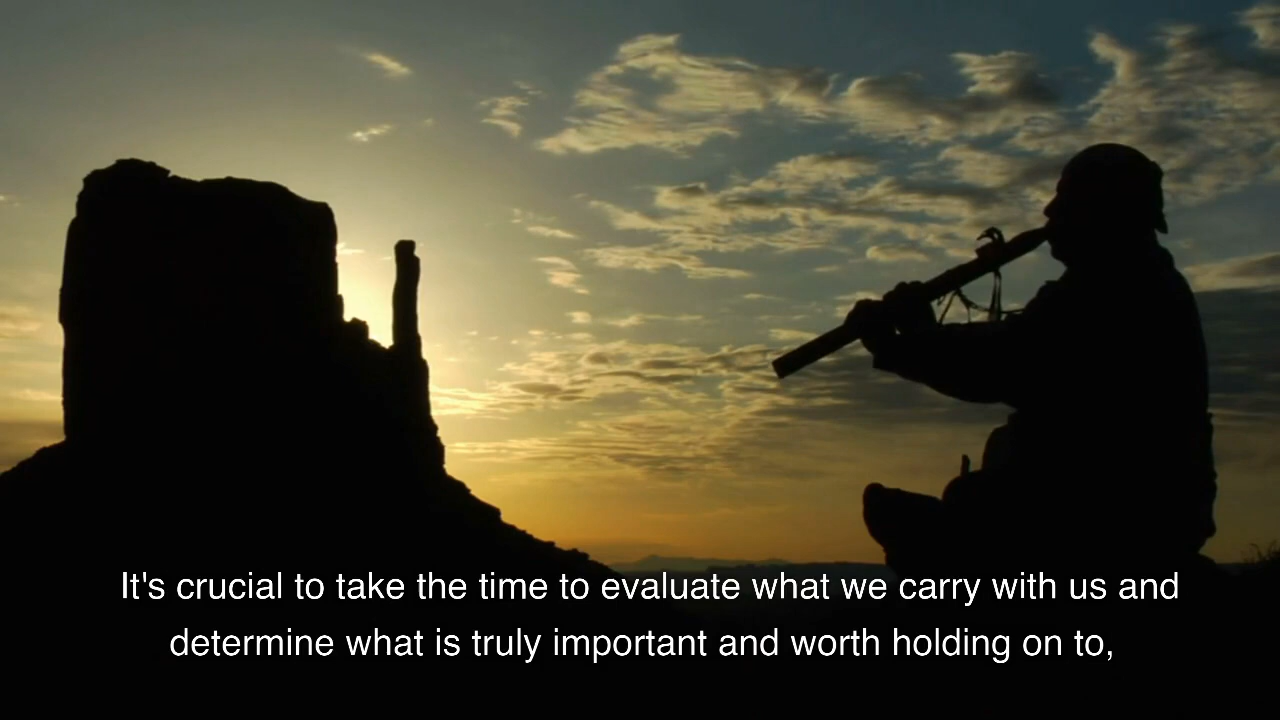 It's crucial to take the time to evaluate what we carry with us and
determine what is truly important and worth holding on to,